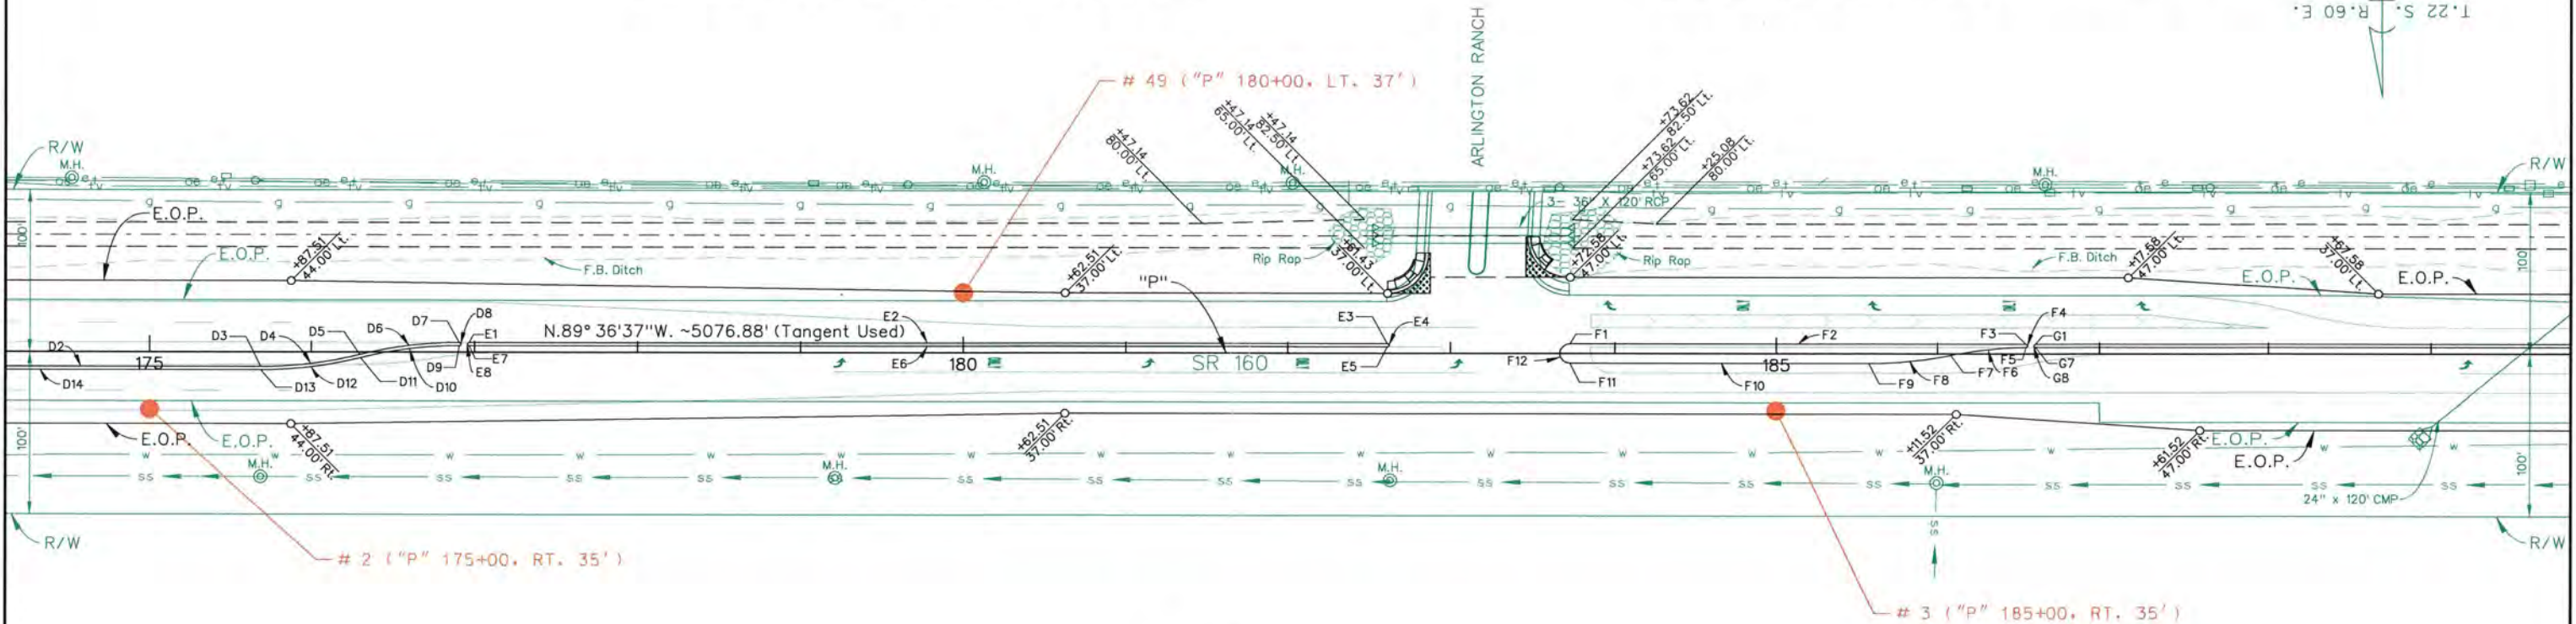 T.22 S. R.60 E.
ARLINGTON RANCH
# 49 ("P" 180+00, LT. 37')
+47.14
80.00' Lt.
+47.14
65.00' Lt.
+47.14
82.50' Lt.
+73.62
82.50' Lt.
+73.62
65.00' Lt.
+25.08
80.00' Lt.
R/W
M.H.
M.H.
M.H.
M.H.
R/W
3- 36" X 120' RCP
100'
E.O.P.
E.O.P.
+87.51
44.00' Lt.
F.B. Ditch
+62.51
37.00' Lt.
"P"
Rip Rap
+61.43
37.00' Lt.
+72.58
47.00' Lt.
Rip Rap
F.B. Ditch
+17.58
47.00' Lt.
+67.58
37.00' Lt.
E.O.P.
E.O.P.
100'
D2
D14
175
D3
D4
D5
D6
D7
D8
E1
E7
E8
D9
D10
D11
D12
D13
N.89° 36'37"W. ~5076.88' (Tangent Used)
E2
E6
180
SR 160
E3
E4
E5
F1
F2
F3
F4
G1
G7
G8
F5
F6
F7
F8
F9
F10
F11
F12
185
100'
E.O.P.
E.O.P.
+87.51
44.00' Rt.
+62.51
37.00' Rt.
+11.52
37.00' Rt.
+61.52
47.00' Rt.
E.O.P.
E.O.P.
100'
M.H.
M.H.
M.H.
M.H.
24" x 120' CMP
R/W
R/W
# 2 ("P" 175+00, RT. 35')
# 3 ("P" 185+00, RT. 35')